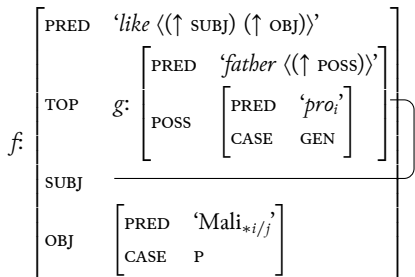 PRED ‘like ⟨(↑ SUBJ) (↑ OBJ)⟩’
PRED ‘father ⟨(↑ POSS)⟩’
TOP g:
PRED ‘proᵢ’
POSS
CASE GEN
f:
SUBJ
PRED ‘Mali∗i/j’
OBJ
CASE P